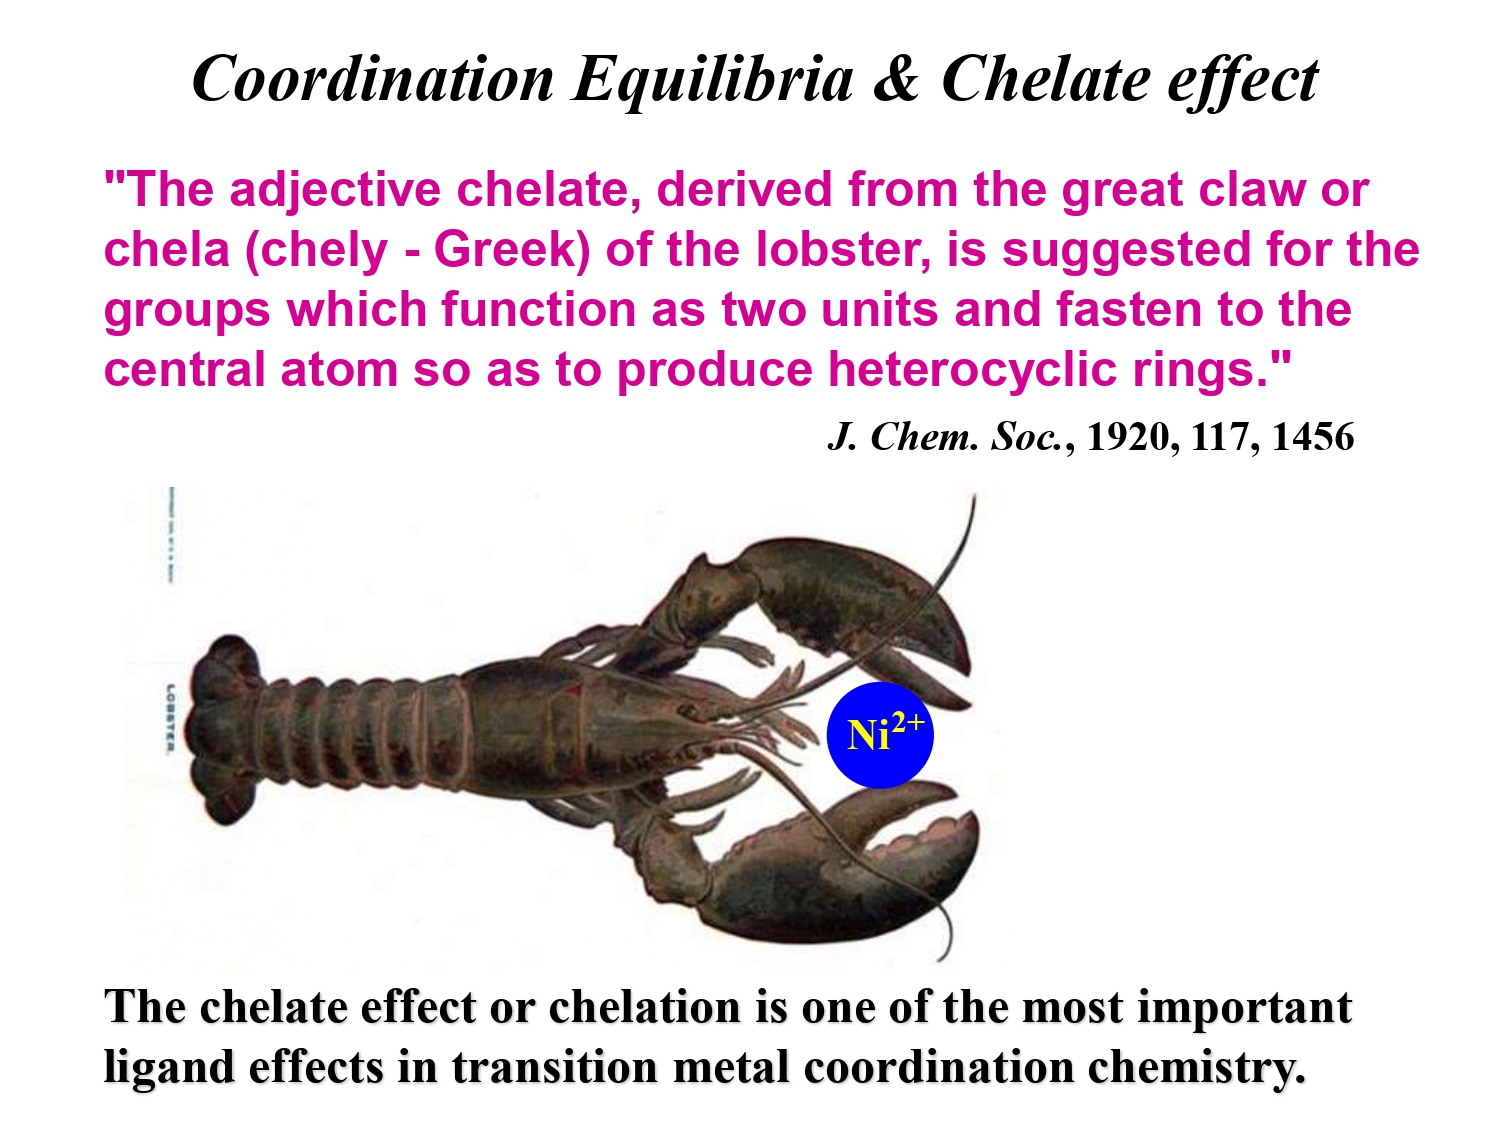 Coordination Equilibria & Chelate effect
"The adjective chelate, derived from the great claw or
chela (chely - Greek) of the lobster, is suggested for the
groups which function as two units and fasten to the
central atom so as to produce heterocyclic rings."
J. Chem. Soc., 1920, 117, 1456
LOBSTER.
Ni2+
The chelate effect or chelation is one of the most important
ligand effects in transition metal coordination chemistry.